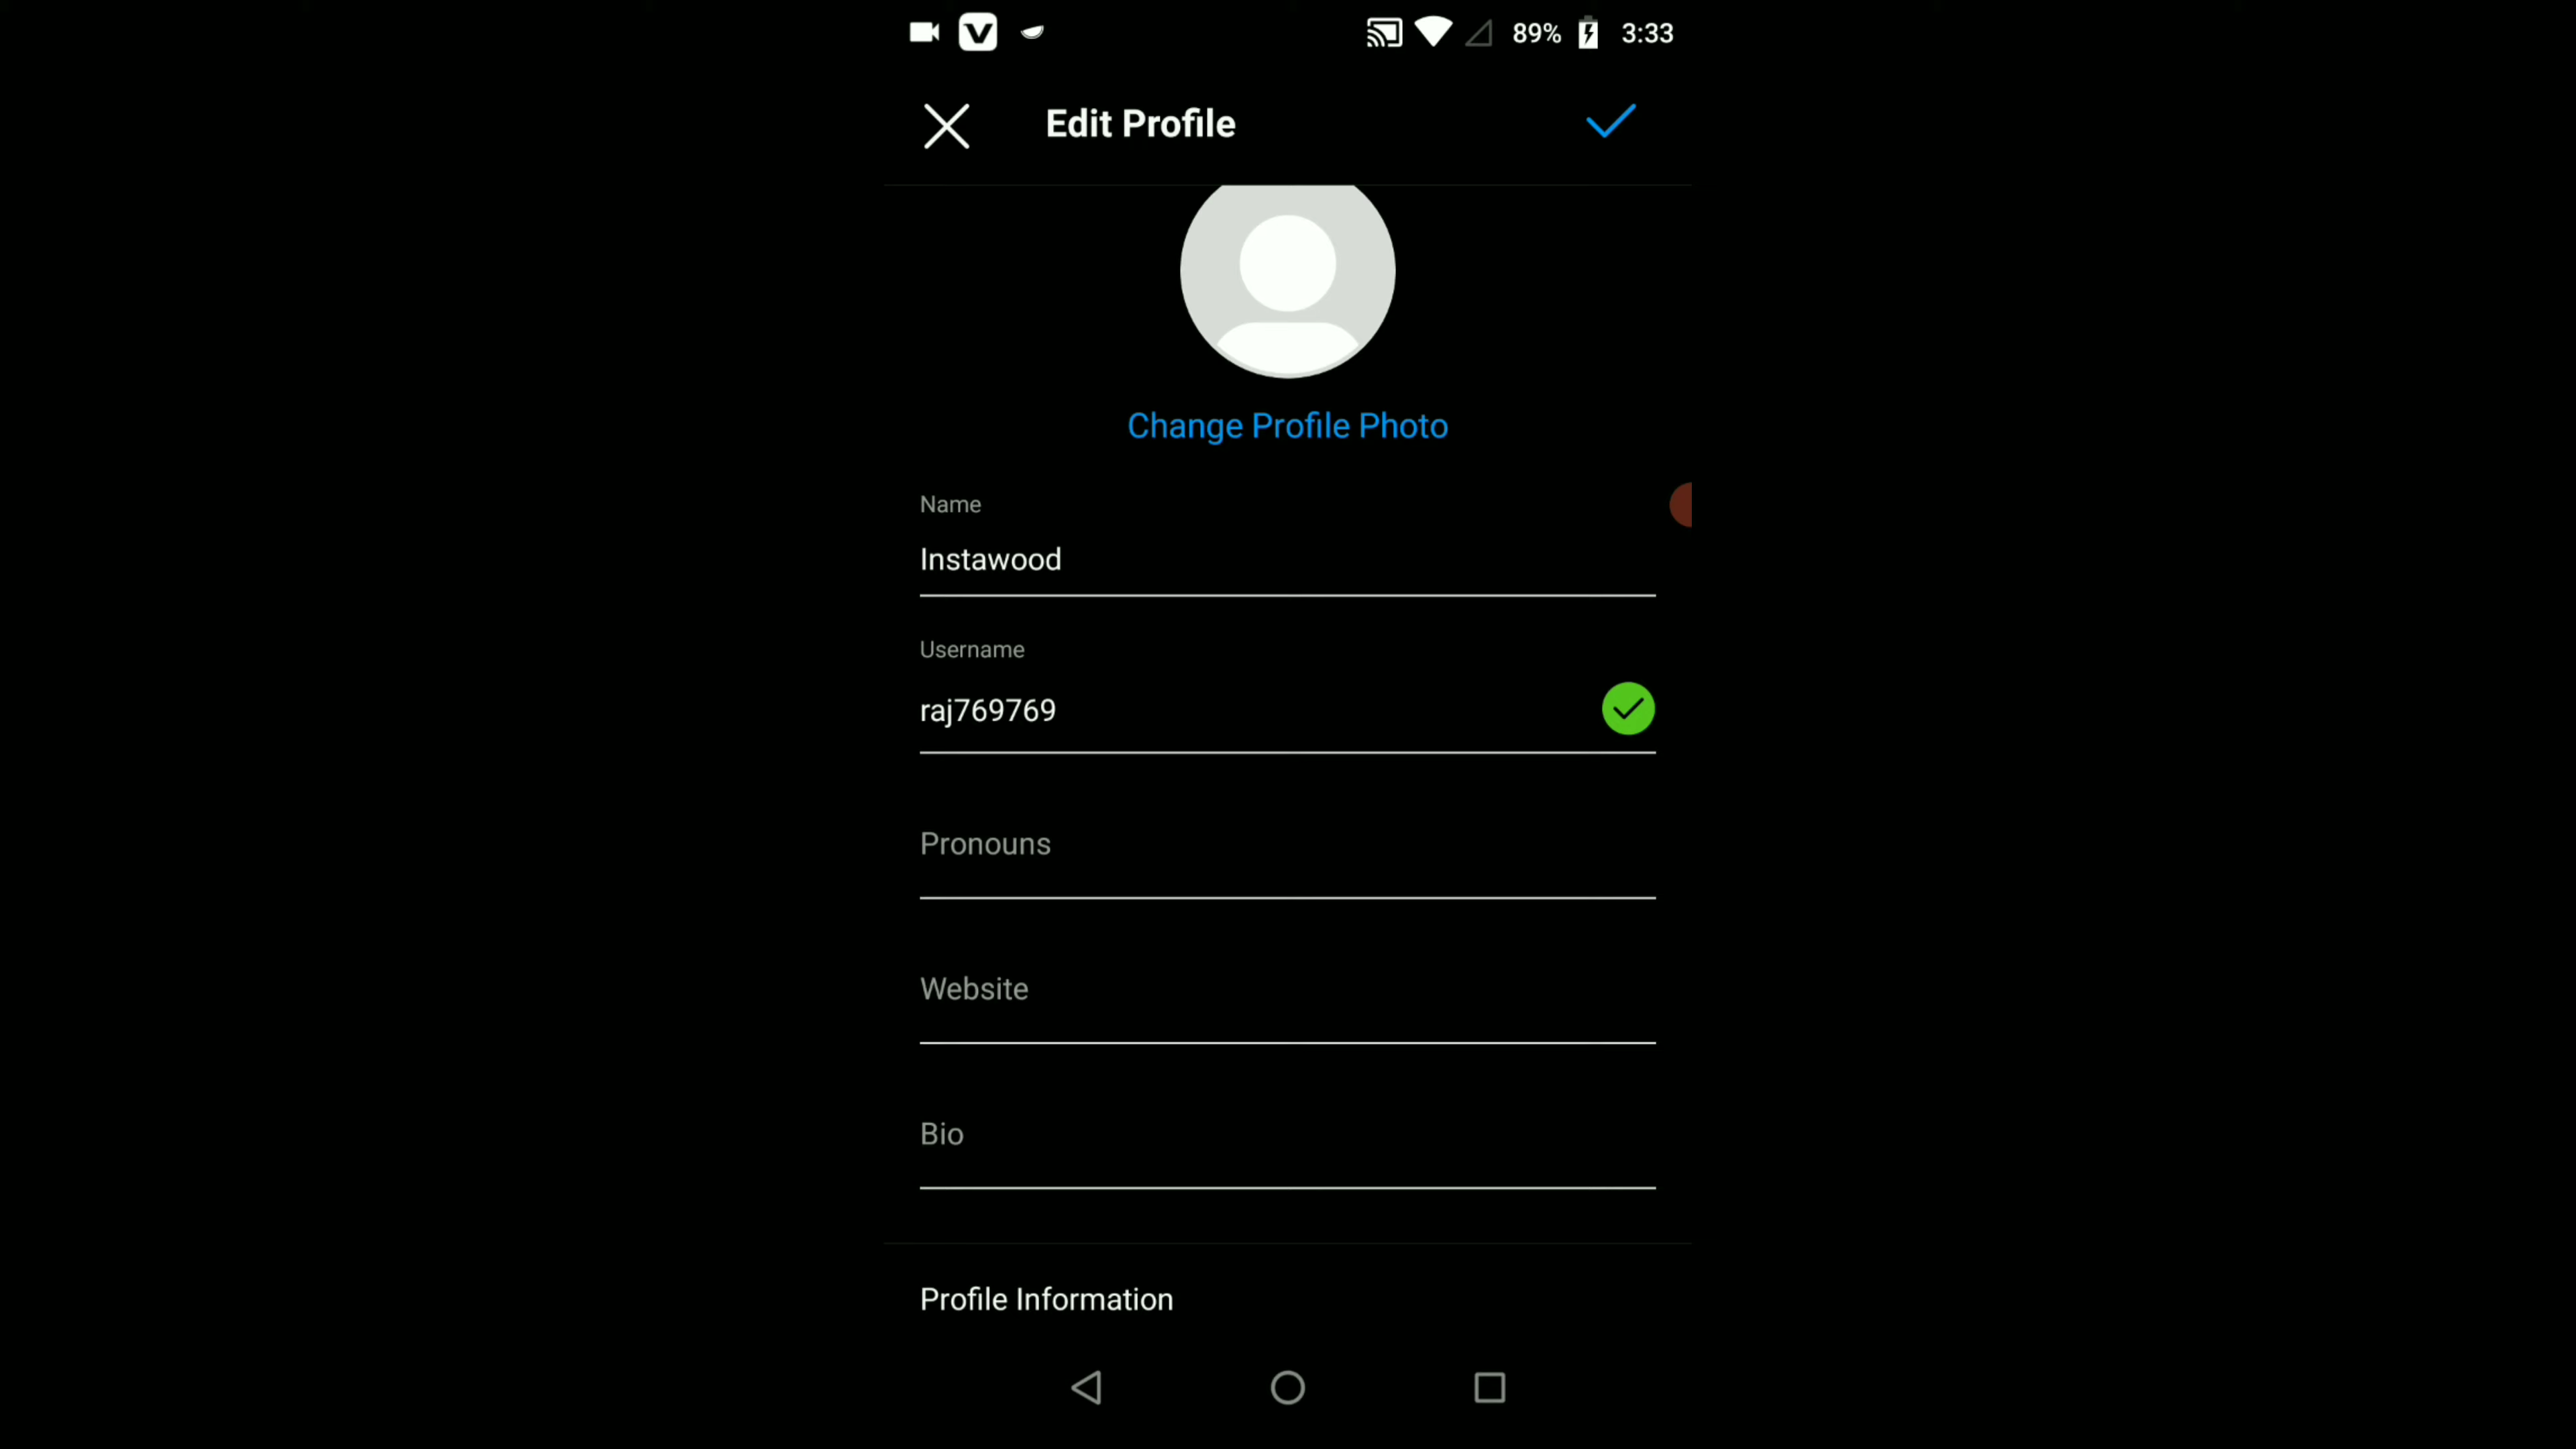 89% 3:33
Edit Profile
Change Profile Photo
Name
Instawood
Username
raj769769
Pronouns
Website
Bio
Profile Information